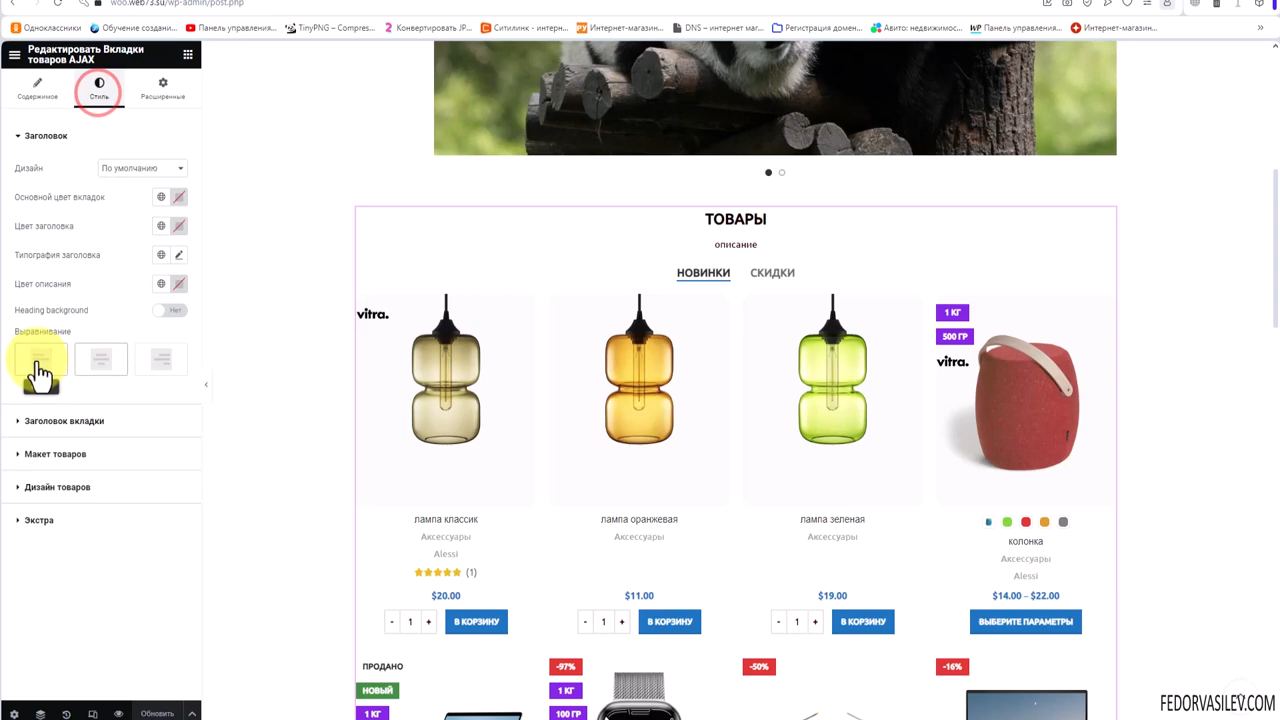 woo.web73.su/wp-admin/post.php
Одноклассники
Обучение создани...
Панель управления...
TinyPNG – Compres...
Конвертировать JP...
Ситилинк - интерн...
Интернет-магазин...
DNS – интернет маг...
Регистрация домен...
Авито: недвижимос...
Панель управления...
Интернет-магазин...
Редактировать Вкладки
товаров AJAX
Содержимое
Стиль
Расширенные
Заголовок
Дизайн
По умолчанию
Основной цвет вкладок
Цвет заголовка
Типография заголовка
Цвет описания
Heading background
Нет
Выравнивание
Заголовок вкладки
Макет товаров
Дизайн товаров
Экстра
Обновить
ТОВАРЫ
описание
НОВИНКИ СКИДКИ
vitra.
1 КГ
500 ГР
vitra.
лампа классик
Аксессуары
Alessi
(1)
$20.00
- 1 + В КОРЗИНУ
лампа оранжевая
Аксессуары
$11.00
- 1 + В КОРЗИНУ
лампа зеленая
Аксессуары
$19.00
- 1 + В КОРЗИНУ
колонка
Аксессуары
Alessi
$14.00 – $22.00
ВЫБЕРИТЕ ПАРАМЕТРЫ
ПРОДАНО
НОВЫЙ
1 КГ
-97%
1 КГ
100 ГР
-50%
-16%
FEDORVASILEV.COM